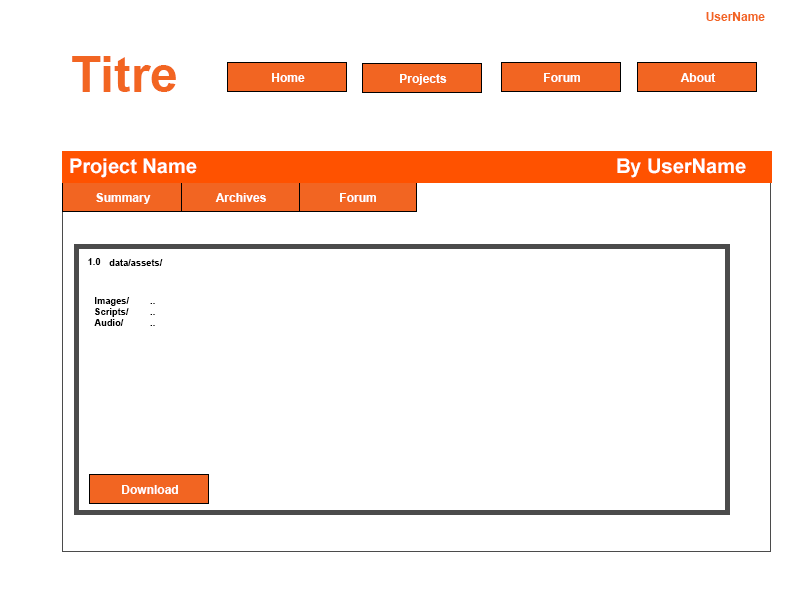 UserName
Titre
Home Projects Forum About
Project Name By UserName
Summary Archives Forum
1.0 data/assets/
Images/ ..
Scripts/ ..
Audio/ ..
Download